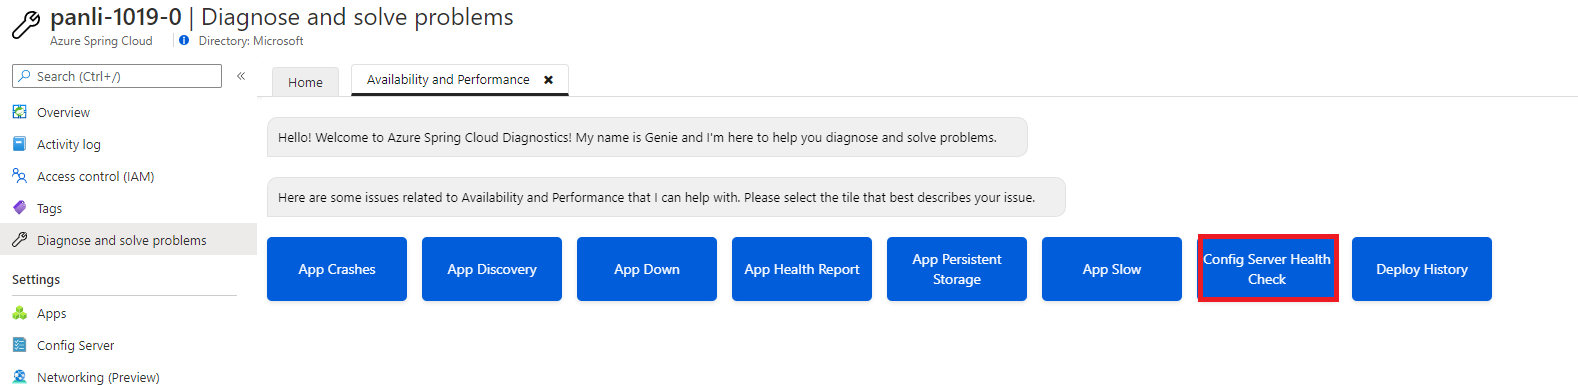 panli-1019-0 | Diagnose and solve problems
Azure Spring Cloud Directory: Microsoft
Search (Ctrl+/)
«
Overview
Activity log
Access control (IAM)
Tags
Diagnose and solve problems
Settings
Apps
Config Server
Networking (Preview)
Home
Availability and Performance
Hello! Welcome to Azure Spring Cloud Diagnostics! My name is Genie and I'm here to help you diagnose and solve problems.
Here are some issues related to Availability and Performance that I can help with. Please select the tile that best describes your issue.
App Crashes
App Discovery
App Down
App Health Report
App Persistent
Storage
App Slow
Config Server Health
Check
Deploy History